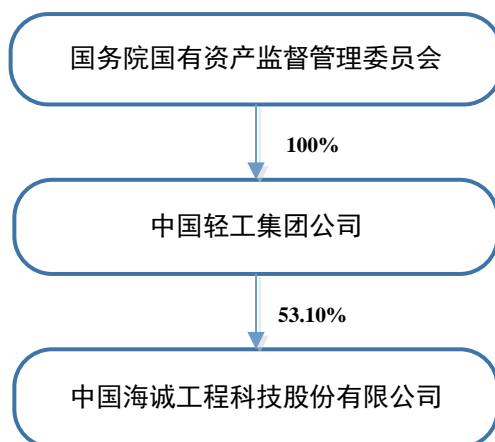 国务院国有资产监督管理委员会
100%
中国轻工集团公司
53.10%
中国海诚工程科技股份有限公司